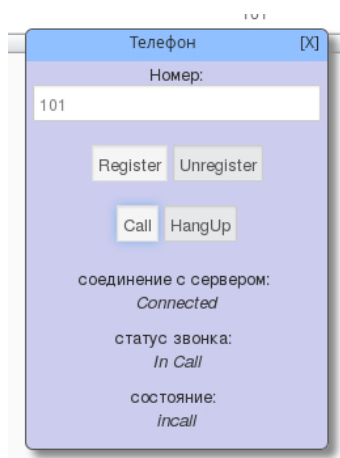 Телефон [X]
Номер:
101
Register Unregister
Call HangUp
соединение с сервером:
Connected
статус звонка:
In Call
состояние:
incall